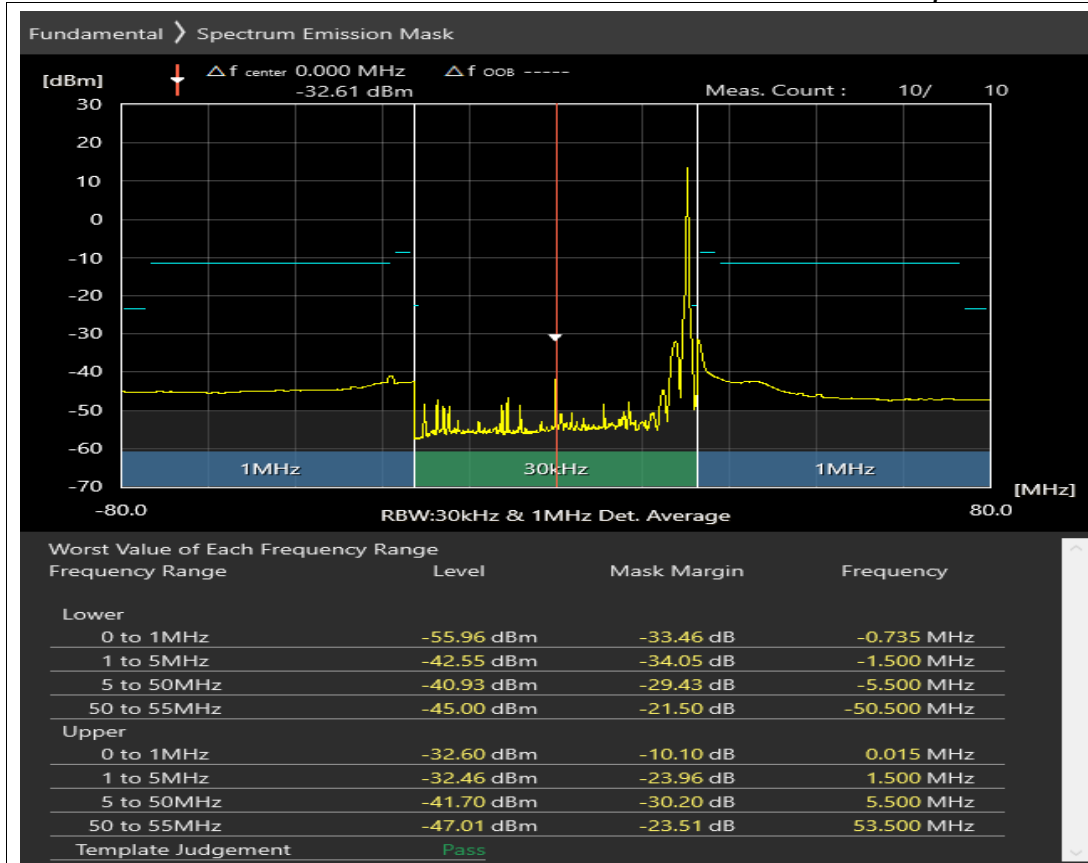 Fundamental ❯ Spectrum Emission Mask
[dBm] △f center 0.000 MHz △f OOB -----
-32.61 dBm Meas. Count : 10/ 10
30
20
10
0
-10
-20
-30
-40
-50
-60
-70
1MHz 30kHz 1MHz
[MHz]
-80.0 RBW:30kHz & 1MHz Det. Average 80.0
Worst Value of Each Frequency Range
Frequency Range Level Mask Margin Frequency
Lower
0 to 1MHz -55.96 dBm -33.46 dB -0.735 MHz
1 to 5MHz -42.55 dBm -34.05 dB -1.500 MHz
5 to 50MHz -40.93 dBm -29.43 dB -5.500 MHz
50 to 55MHz -45.00 dBm -21.50 dB -50.500 MHz
Upper
0 to 1MHz -32.60 dBm -10.10 dB 0.015 MHz
1 to 5MHz -32.46 dBm -23.96 dB 1.500 MHz
5 to 50MHz -41.70 dBm -30.20 dB 5.500 MHz
50 to 55MHz -47.01 dBm -23.51 dB 53.500 MHz
Template Judgement Pass